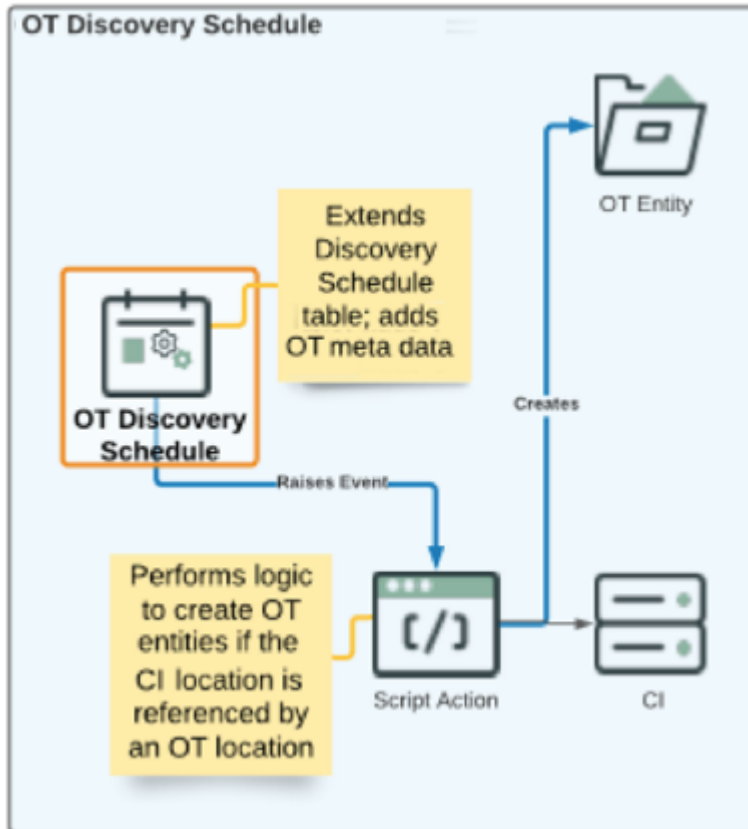 OT Discovery Schedule
OT Entity
Extends
Discovery
Schedule
table; adds
OT meta data
OT Discovery
Schedule
Creates
Raises Event
Performs logic
to create OT
entities if the
CI location is
referenced by
an OT location
[/]
Script Action
CI